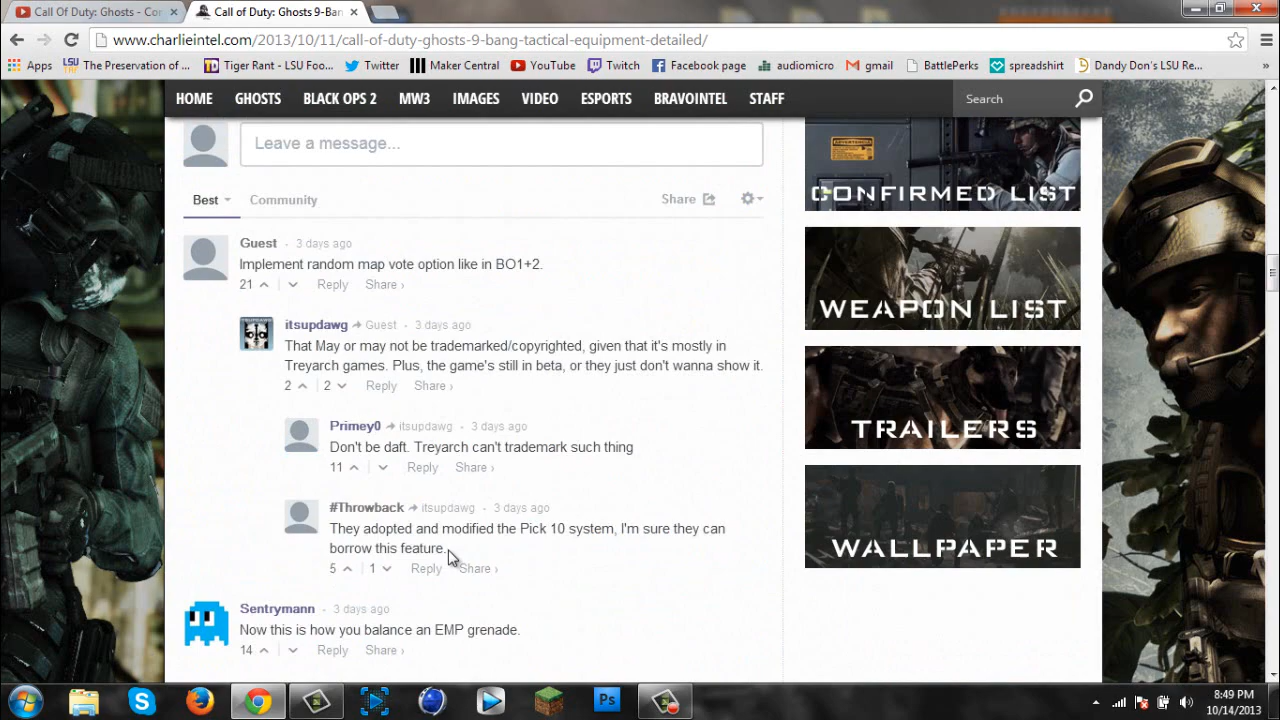 Call Of Duty: Ghosts - Cor
Call of Duty: Ghosts 9-Ban
www.charlieintel.com/2013/10/11/call-of-duty-ghosts-9-bang-tactical-equipment-detailed/
Apps The Preservation of ... Tiger Rant - LSU Foo... Twitter Maker Central YouTube Twitch Facebook page audiomicro gmail BattlePerks spreadshirt Dandy Don's LSU Re... »
HOME GHOSTS BLACK OPS 2 MW3 IMAGES VIDEO ESPORTS BRAVOINTEL STAFF Search
Leave a message...
Best Community Share
Guest · 3 days ago
Implement random map vote option like in BO1+2.
21 Reply Share ›
itsupdawg Guest · 3 days ago
That May or may not be trademarked/copyrighted, given that it's mostly in
Treyarch games. Plus, the game's still in beta, or they just don't wanna show it.
2 2 Reply Share ›
Primey0 itsupdawg · 3 days ago
Don't be daft. Treyarch can't trademark such thing
11 Reply Share ›
#Throwback itsupdawg · 3 days ago
They adopted and modified the Pick 10 system, I'm sure they can
borrow this feature.
5 1 Reply Share ›
Sentrymann · 3 days ago
Now this is how you balance an EMP grenade.
14 Reply Share ›
CONFIRMED LIST
WEAPON LIST
TRAILERS
WALLPAPER
Ps
8:49 PM
10/14/2013